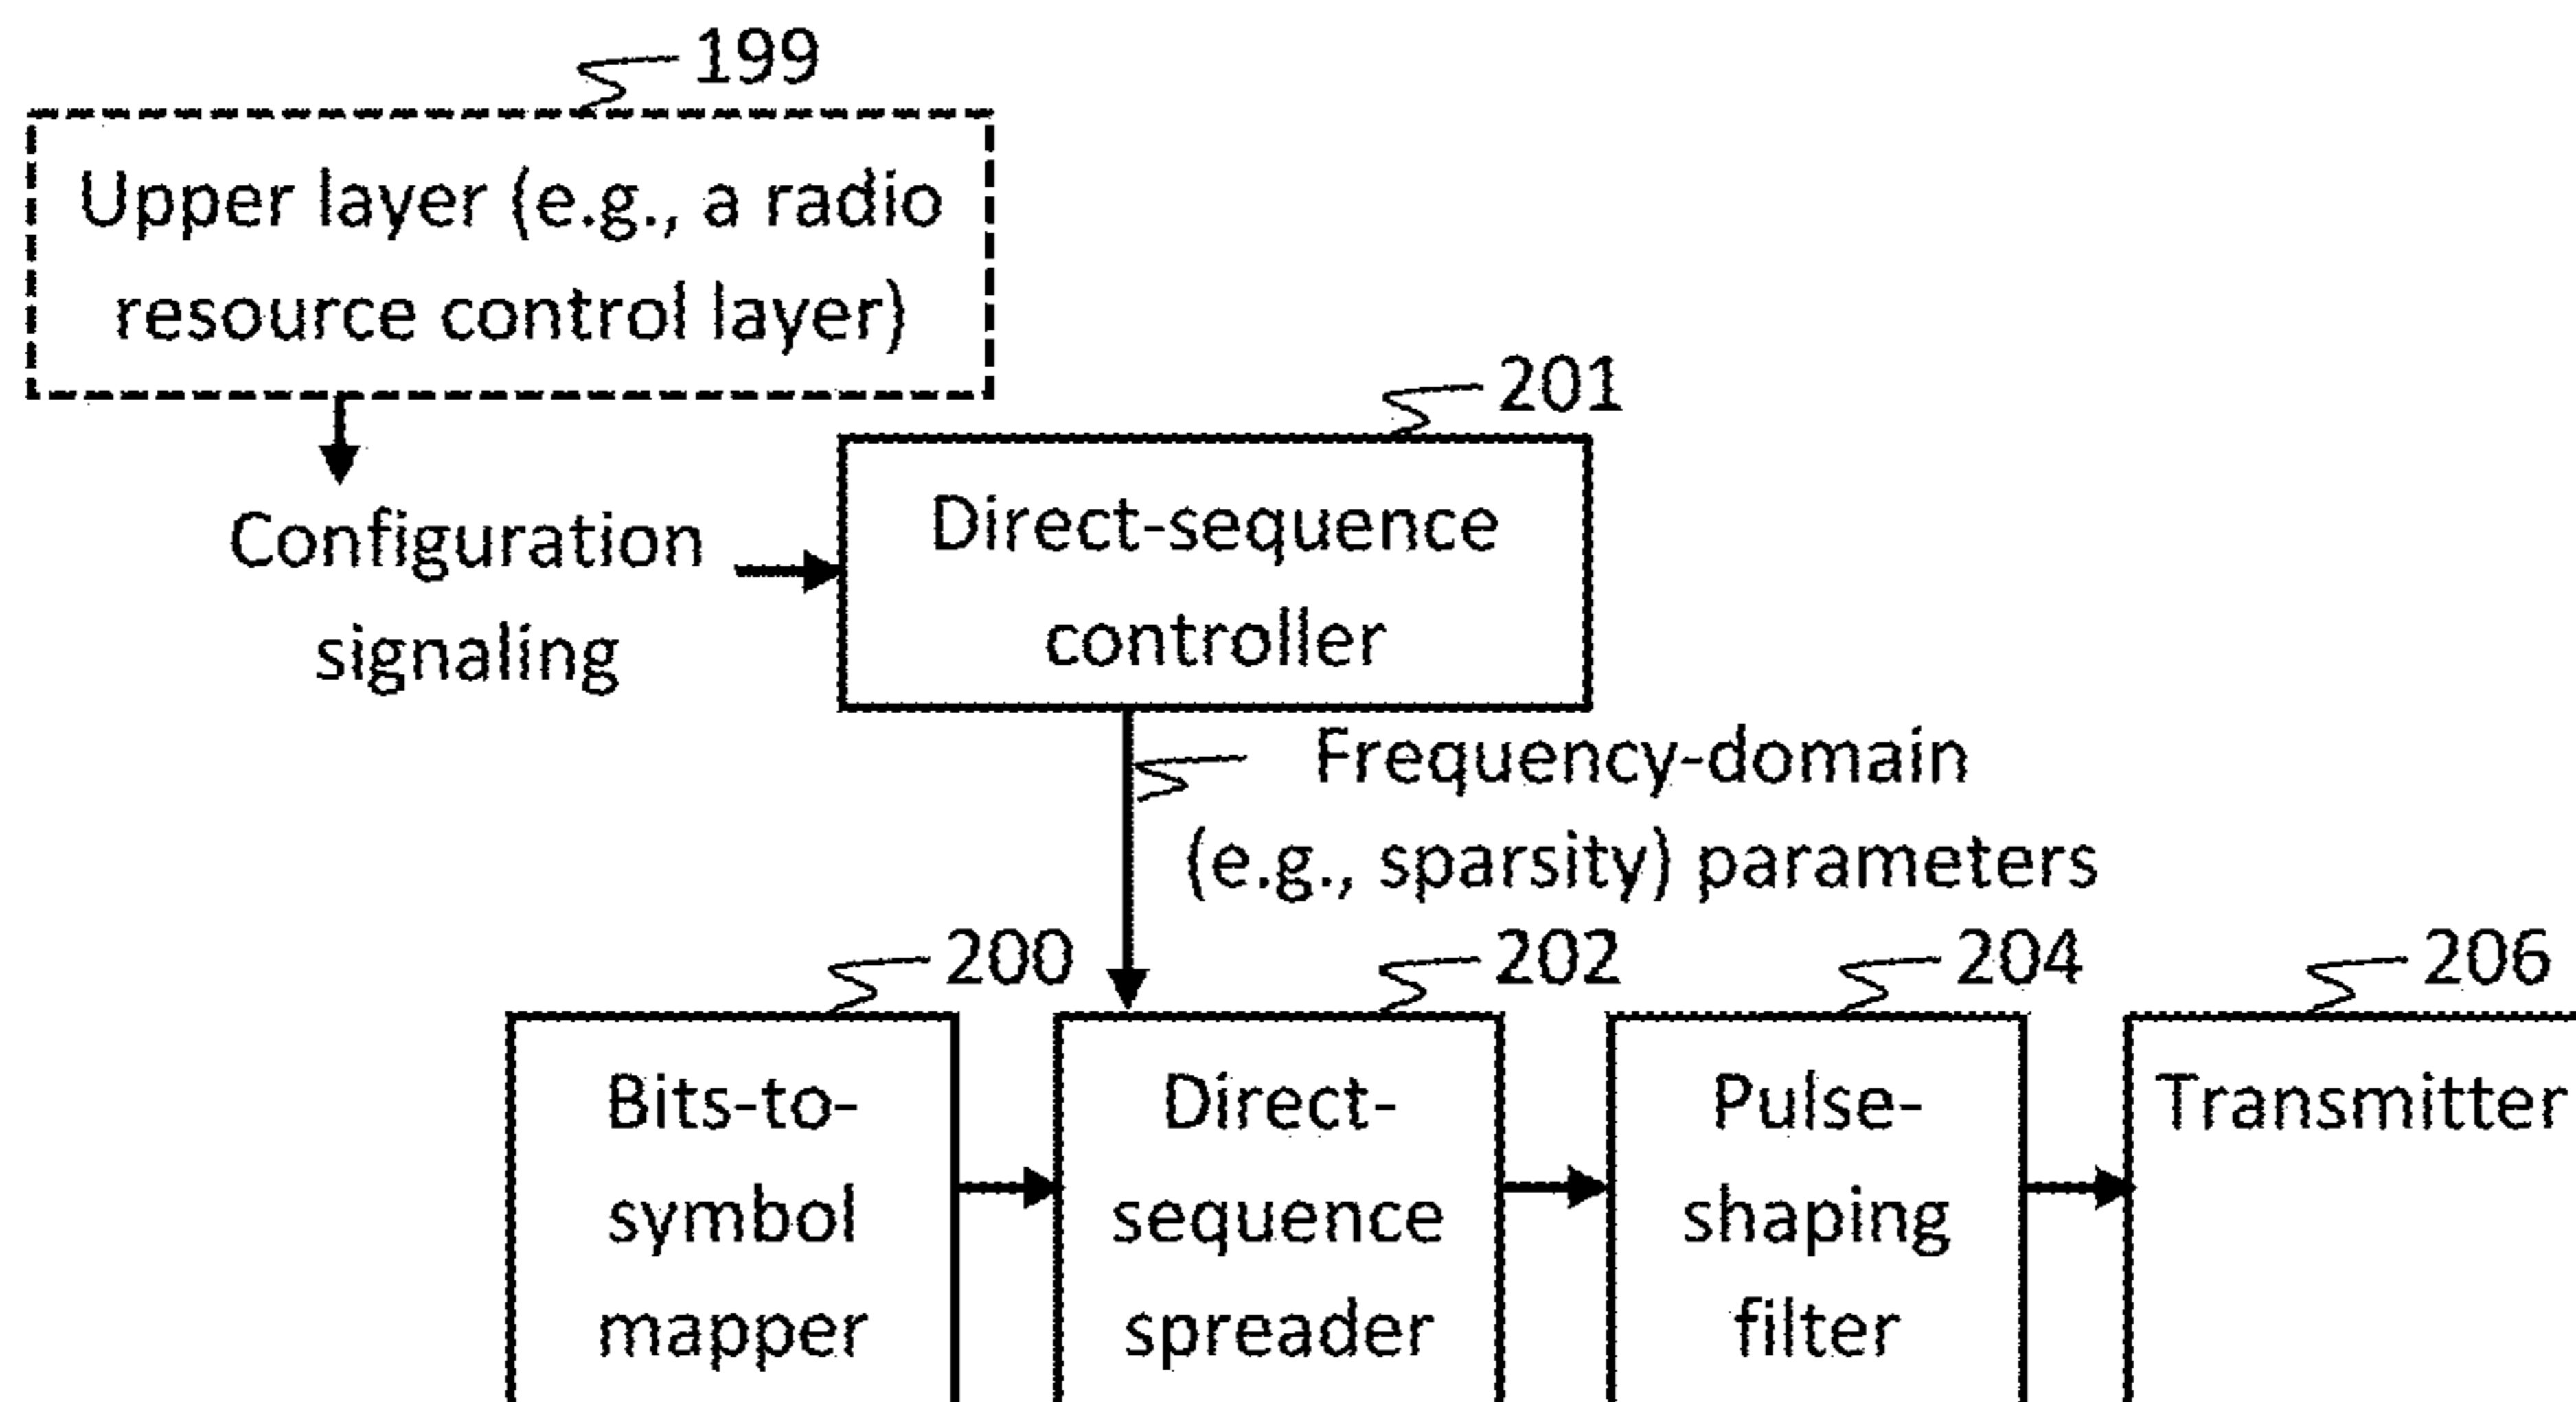 199
Upper layer (e.g., a radio
resource control layer)
201
Configuration
signaling
Direct-sequence
controller
Frequency-domain
(e.g., sparsity) parameters
200
202
204
206
Bits-to-
symbol
mapper
Direct-
sequence
spreader
Pulse-
shaping
filter
Transmitter